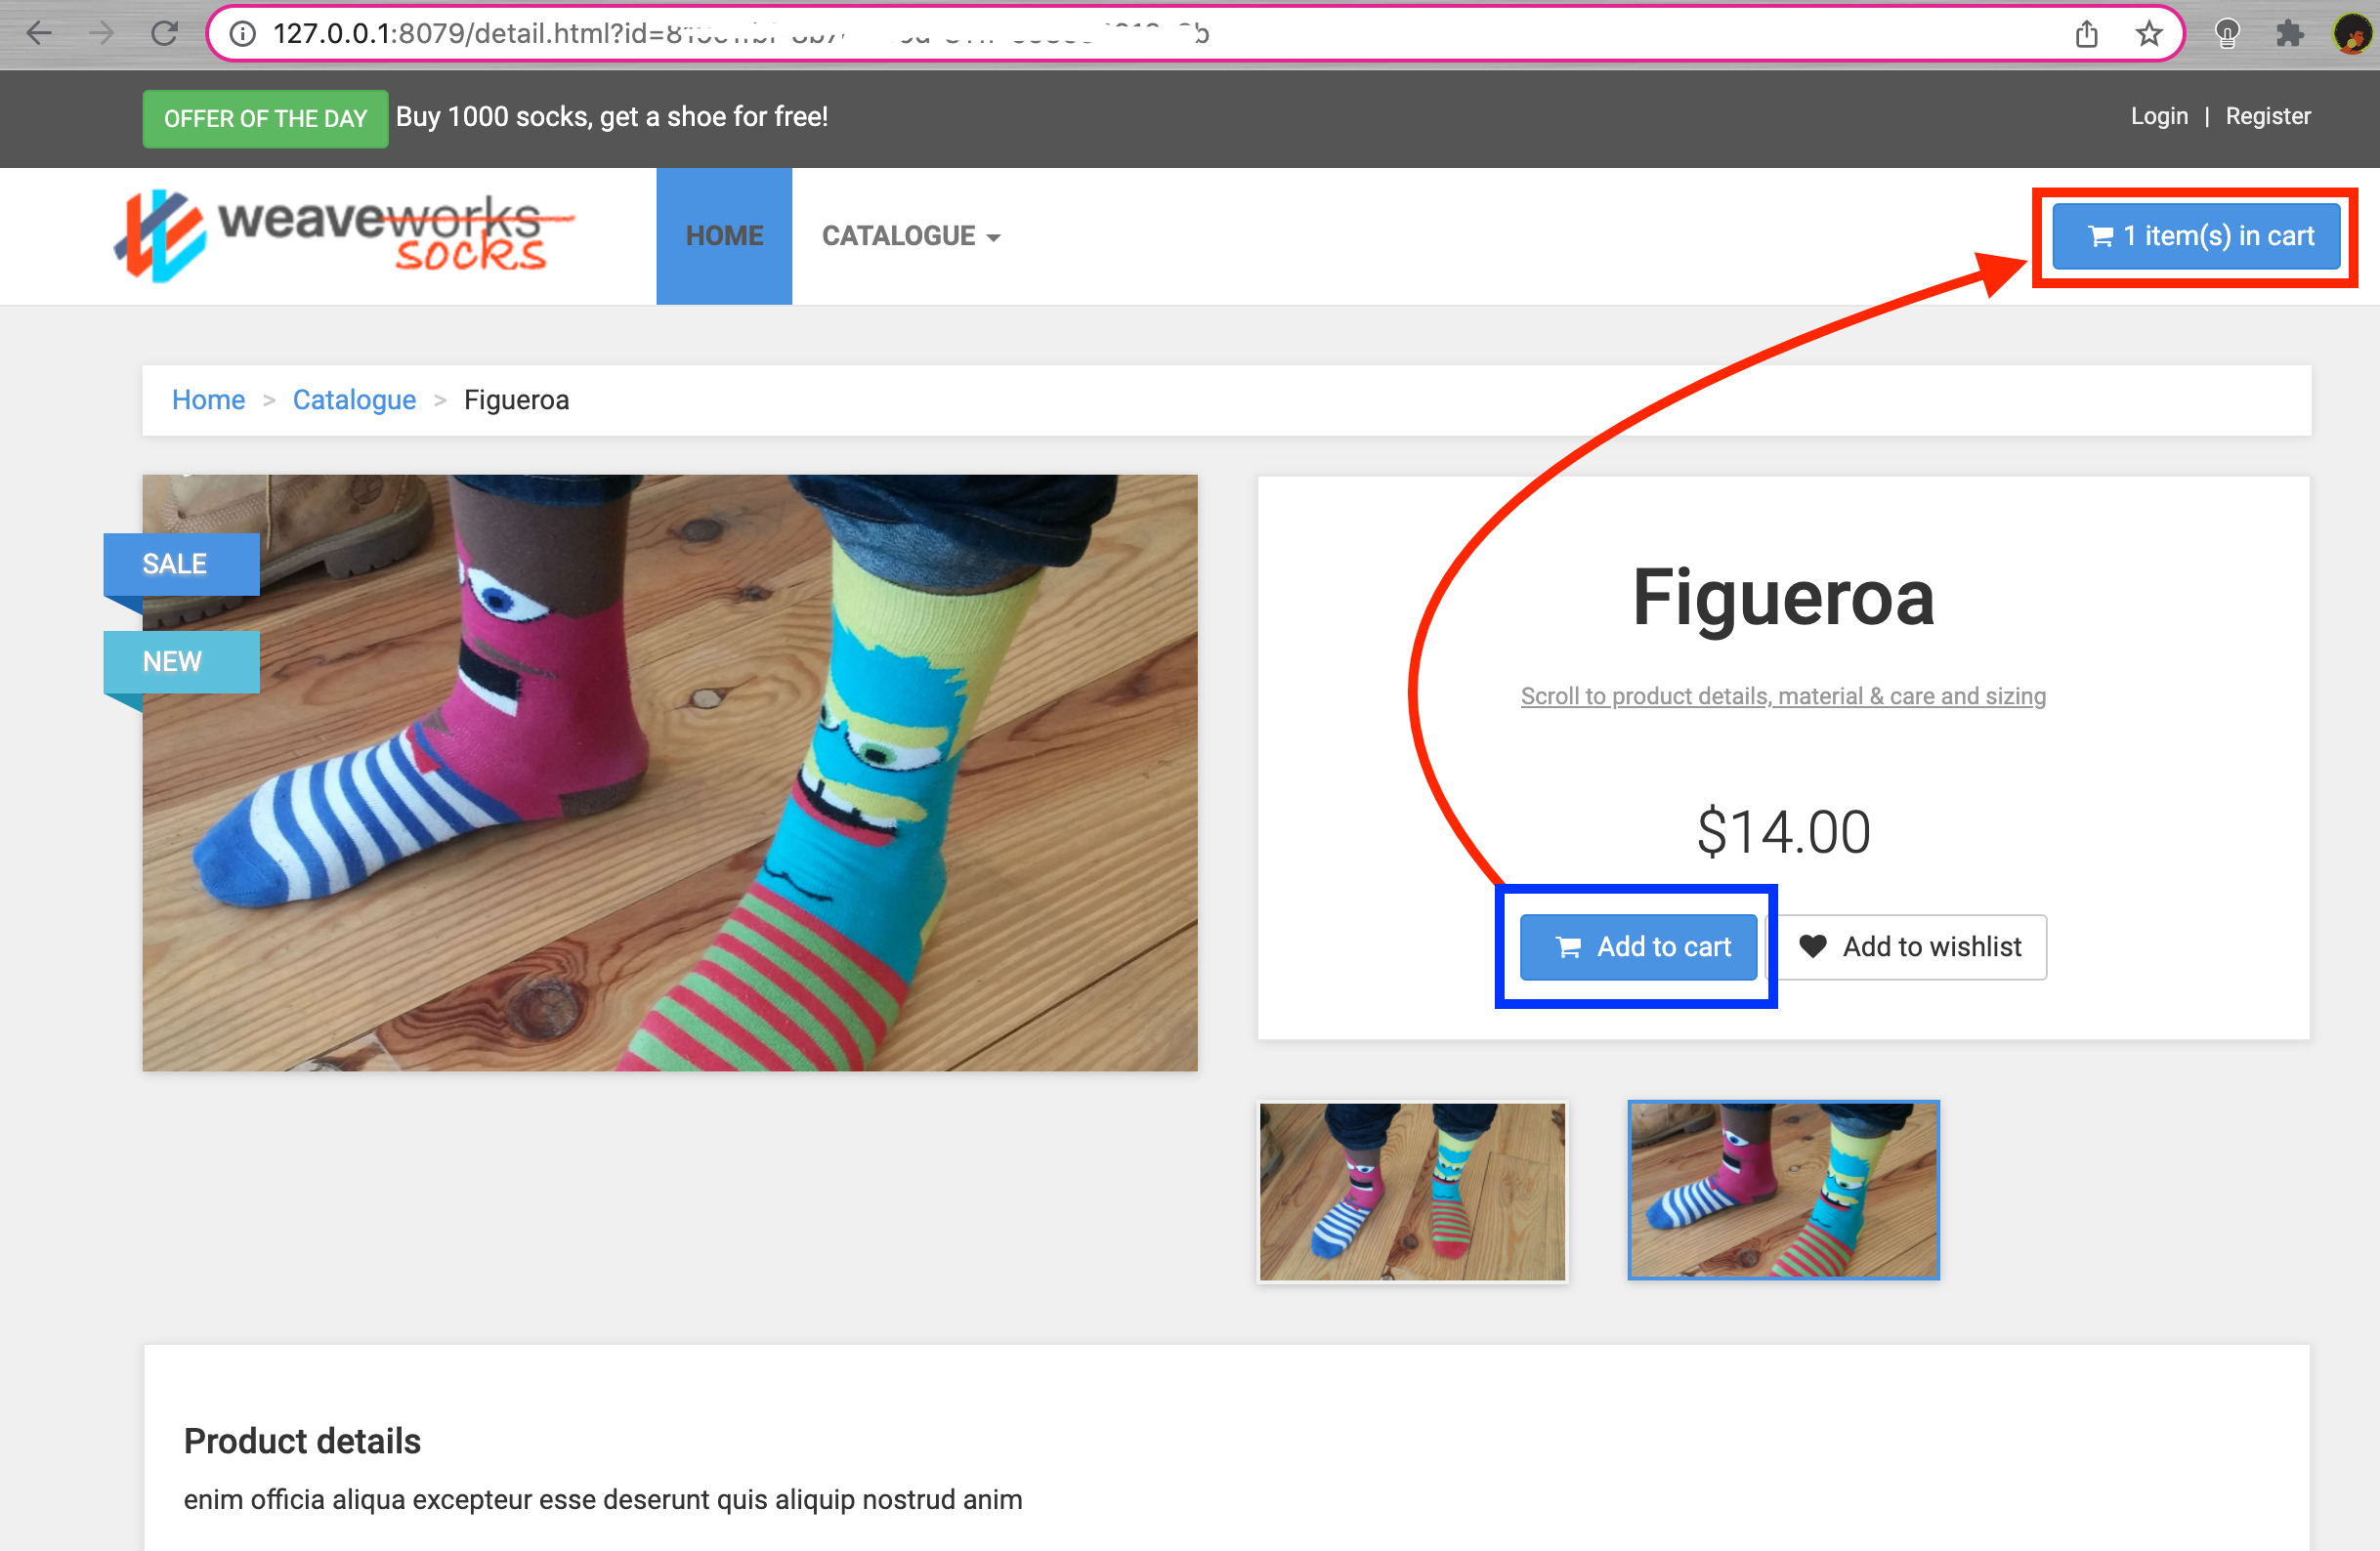 127.0.0.1:8079/detail.html?id=
OFFER OF THE DAY Buy 1000 socks, get a shoe for free!
Login | Register
weaveworks
socks
HOME CATALOGUE
1 item(s) in cart
Home > Catalogue > Figueroa
SALE
NEW
Figueroa
Scroll to product details, material & care and sizing
$14.00
Add to cart
Add to wishlist
Product details
enim officia aliqua excepteur esse deserunt quis aliquip nostrud anim